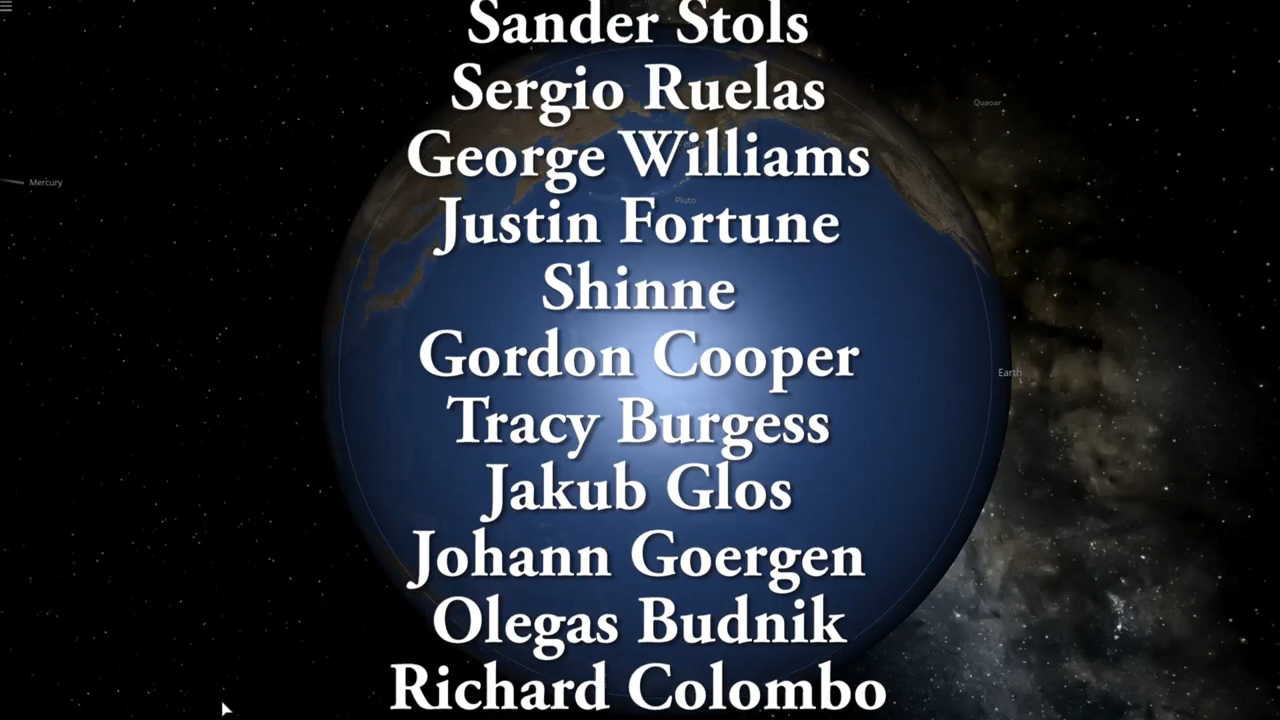 Sander Stols
Sergio Ruelas
Quaoar
George Williams
Mercury
Pluto
Justin Fortune
Shinne
Gordon Cooper
Earth
Tracy Burgess
Jakub Glos
Johann Goergen
Olegas Budnik
Richard Colombo